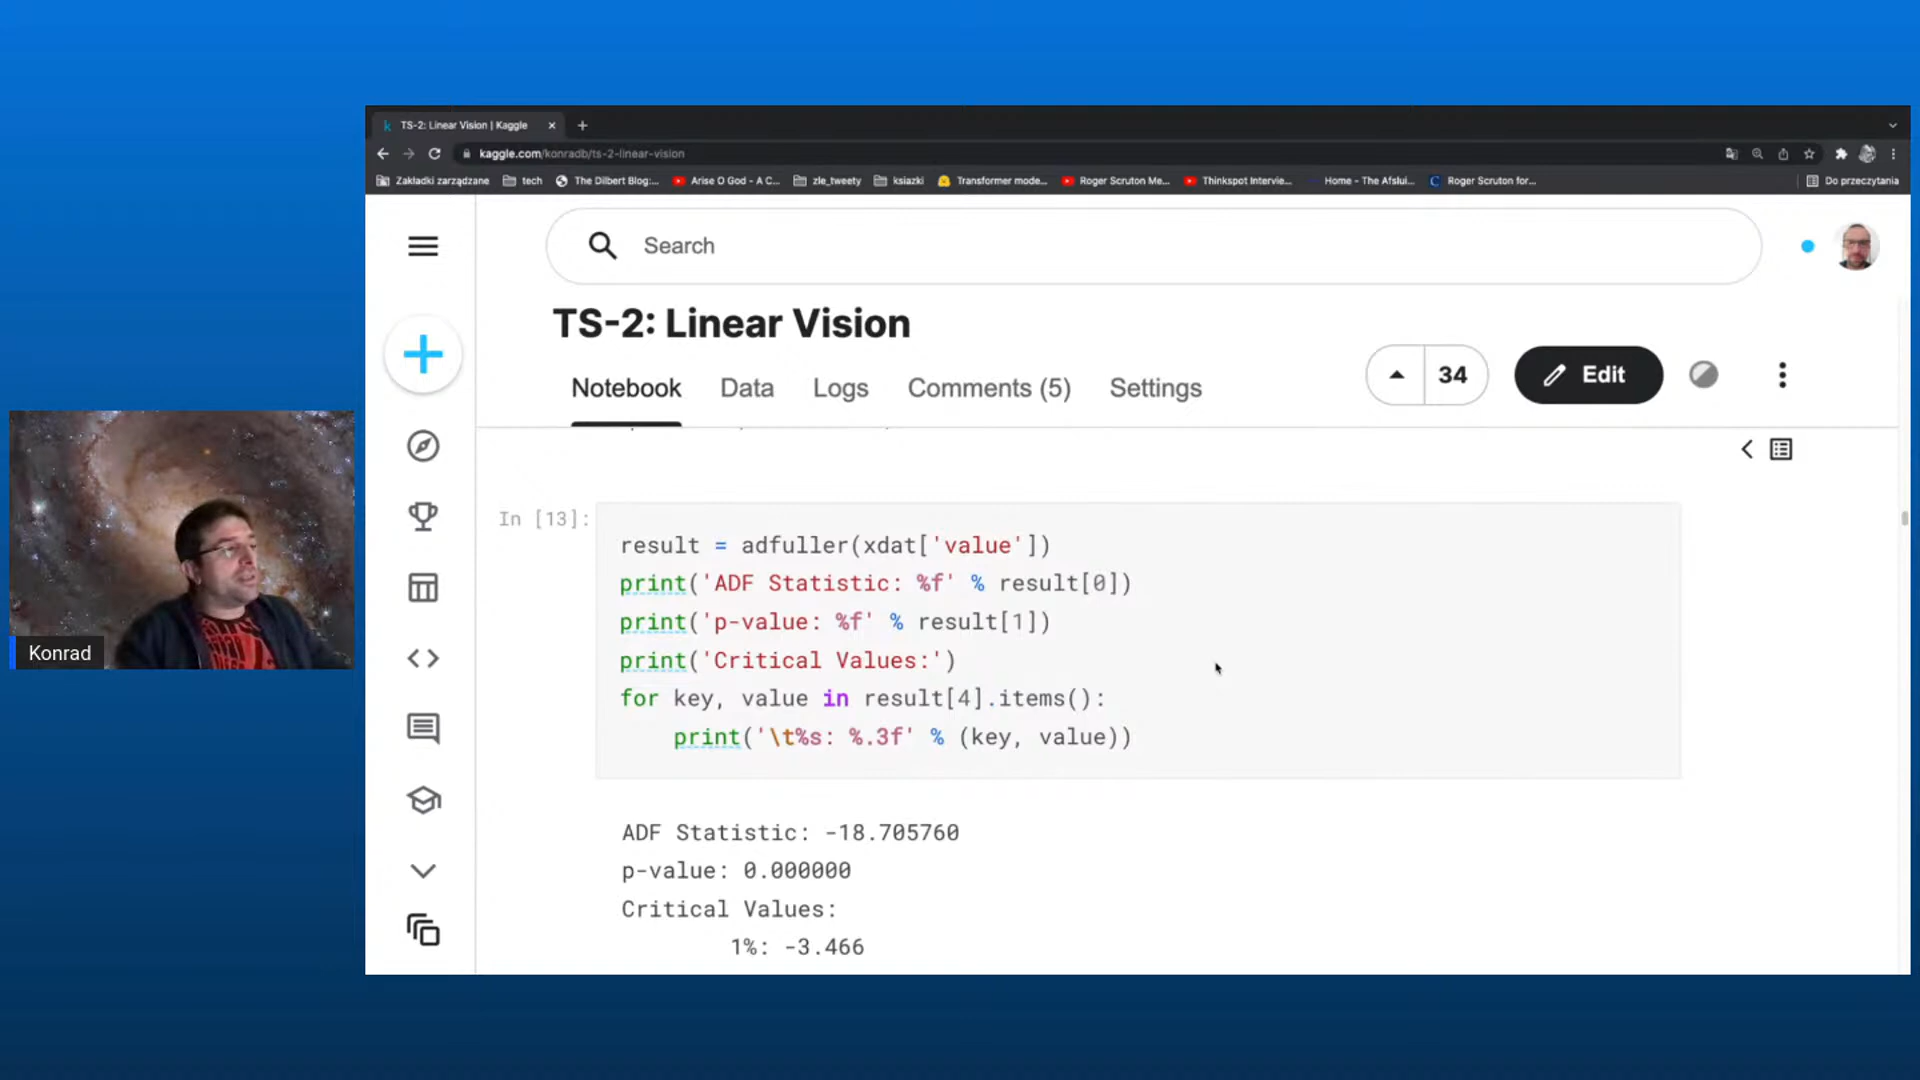 TS-2: Linear Vision | Kaggle
kaggle.com/konradb/ts-2-linear-vision
Zakładki zarządzane tech The Dilbert Blog:... Arise O God - A C... zle_tweety ksiazki Transformer mode... Roger Scruton Me... Thinkspot Intervie... Home - The Afslui... Roger Scruton for... Do przeczytania
Search
TS-2: Linear Vision
Notebook Data Logs Comments (5) Settings
34 Edit
In [13]:
result = adfuller(xdat['value'])
print('ADF Statistic: %f' % result[0])
print('p-value: %f' % result[1])
print('Critical Values:')
for key, value in result[4].items():
print('\t%s: %.3f' % (key, value))
ADF Statistic: -18.705760
p-value: 0.000000
Critical Values:
1%: -3.466
Konrad